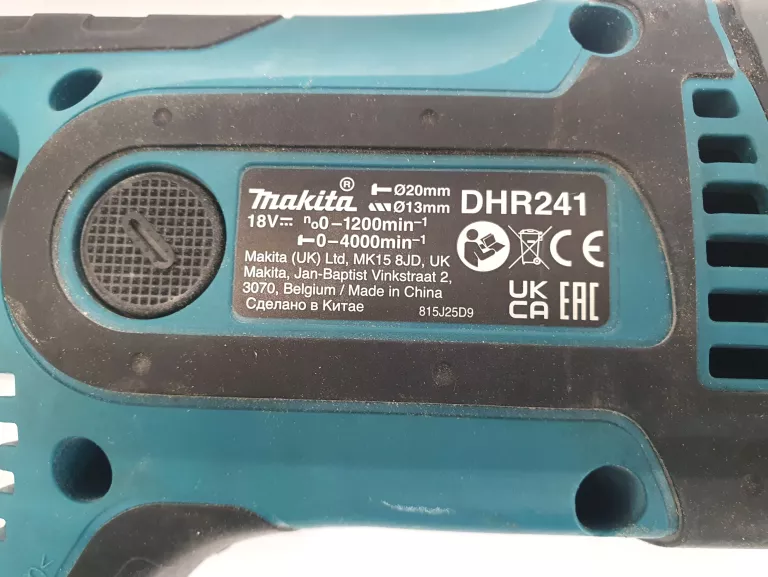 Makita® Ø20mm DHR241
Ø13mm
18V⎓ n₀0–1200min⁻¹
0–4000min⁻¹
Makita (UK) Ltd, MK15 8JD, UK
Makita, Jan-Baptist Vinkstraat 2,
3070, Belgium / Made in China
Сделано в Китае 815J25D9
CE
UK
CA EAC